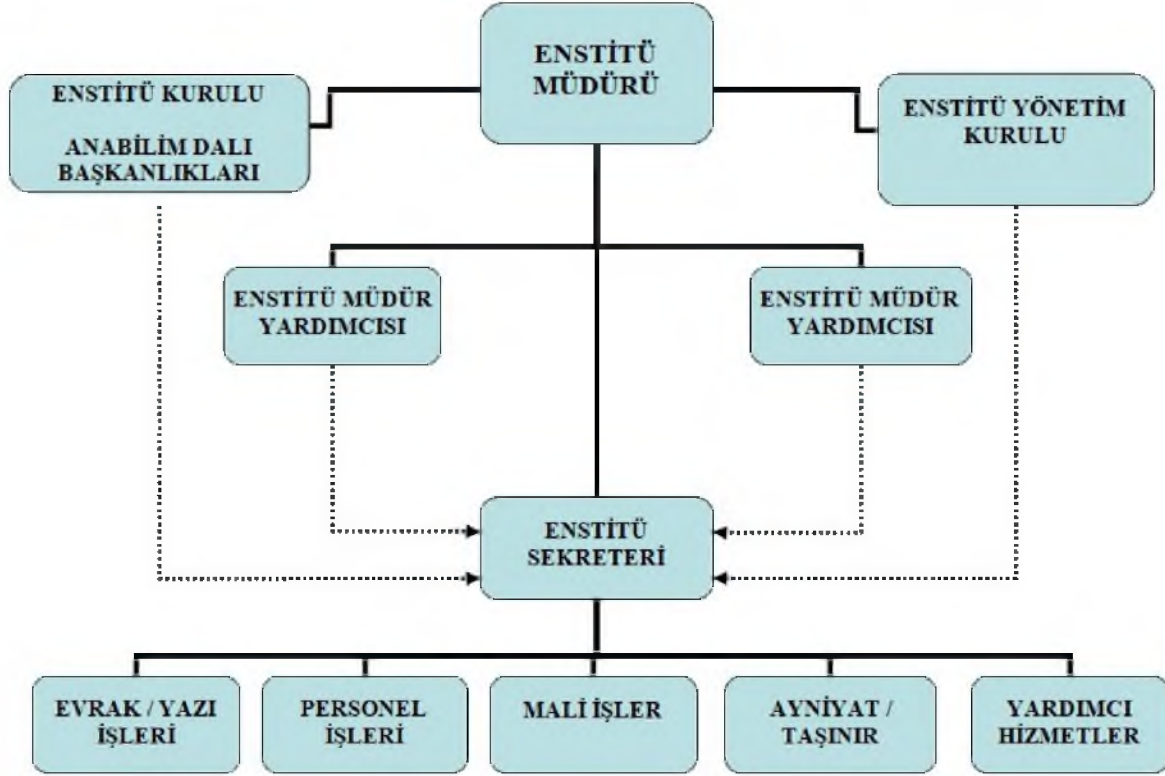 ENSTİTÜ
MÜDÜRÜ
ENSTİTÜ KURULU
ANABİLİM DALI
BAŞKANLIKLARI
ENSTİTÜ YÖNETİM
KURULU
ENSTİTÜ MÜDÜR
YARDIMCISI
ENSTİTÜ MÜDÜR
YARDIMCISI
ENSTİTÜ
SEKRETERİ
EVRAK / YAZI
İŞLERİ
PERSONEL
İŞLERİ
MALİ İŞLER
AYNİYAT /
TAŞINIR
YARDIMCI
HİZMETLER